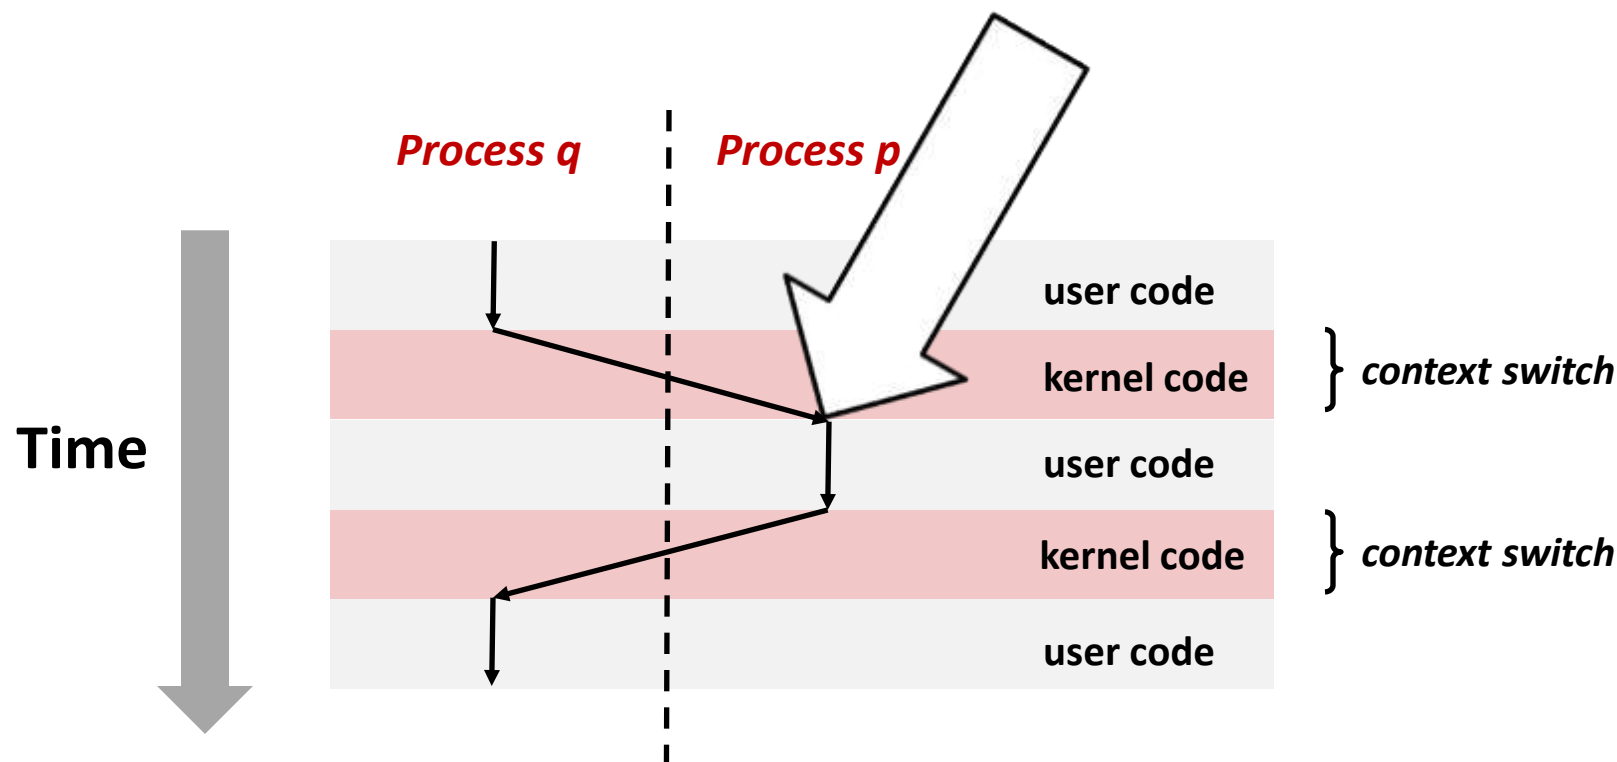 Process q
Process p
user code
kernel code
context switch
Time
user code
kernel code
context switch
user code